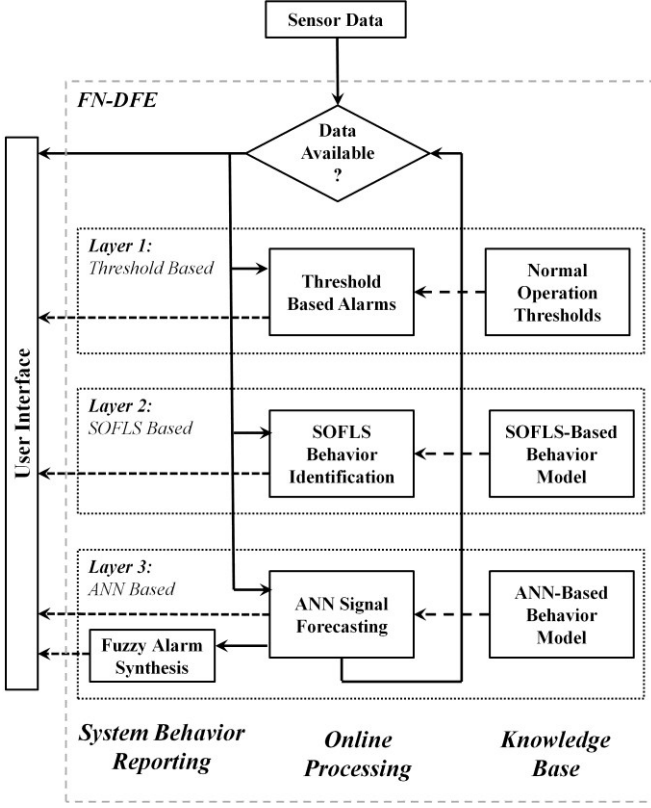 Sensor Data
FN-DFE
Data
Available
?
User Interface
Layer 1:
Threshold Based
Threshold
Based Alarms
Normal
Operation
Thresholds
Layer 2:
SOFLS Based
SOFLS
Behavior
Identification
SOFLS-Based
Behavior
Model
Layer 3:
ANN Based
ANN Signal
Forecasting
ANN-Based
Behavior
Model
Fuzzy Alarm
Synthesis
System Behavior
Reporting
Online
Processing
Knowledge
Base